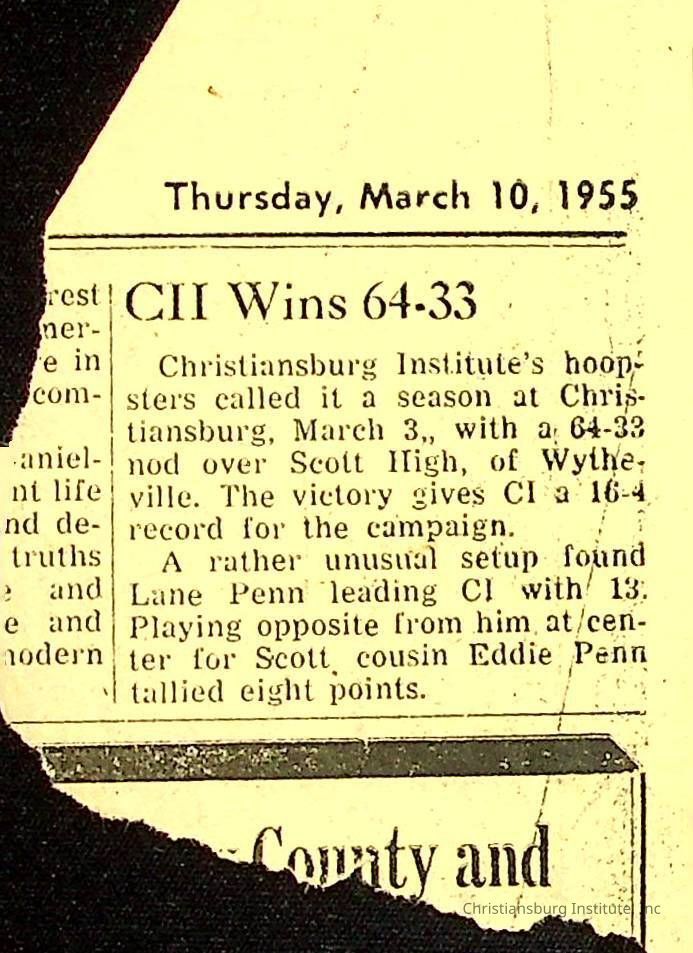 Thursday, March 10, 1955
rest
ner-
e in
com-
aniel-
nt life
nd de-
truths
and
e and
modern
CII Wins 64-33
Christiansburg Institute's hoop-
sters called it a season at Chris-
tiansburg, March 3,, with a 64-33
nod over Scott High, of Wythe-
ville. The victory gives CI a 16-4
record for the campaign.
A rather unusual setup found
Lane Penn leading CI with 13.
Playing opposite from him at cen-
ter for Scott, cousin Eddie Penn
tallied eight points.
County and
Christiansburg Institute, Inc